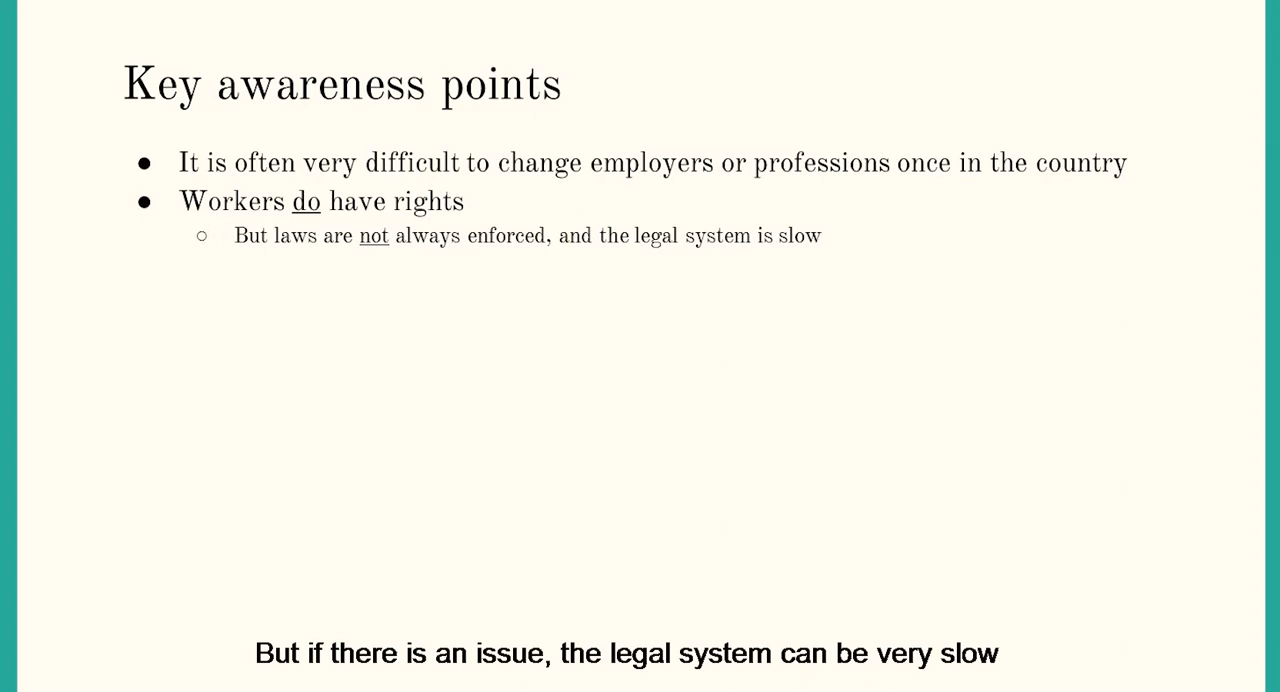 Key awareness points
● It is often very difficult to change employers or professions once in the country
● Workers do have rights
○ But laws are not always enforced, and the legal system is slow
But if there is an issue, the legal system can be very slow